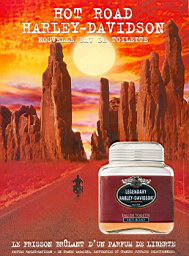 HOT ROAD
HARLEY-DAVIDSON
NOUVELLE EAU DE TOILETTE
LEGENDARY
HARLEY-DAVIDSON
EAU DE TOILETTE
HOT ROAD
LE FRISSON BRÛLANT D'UN PARFUM DE LIBERTÉ